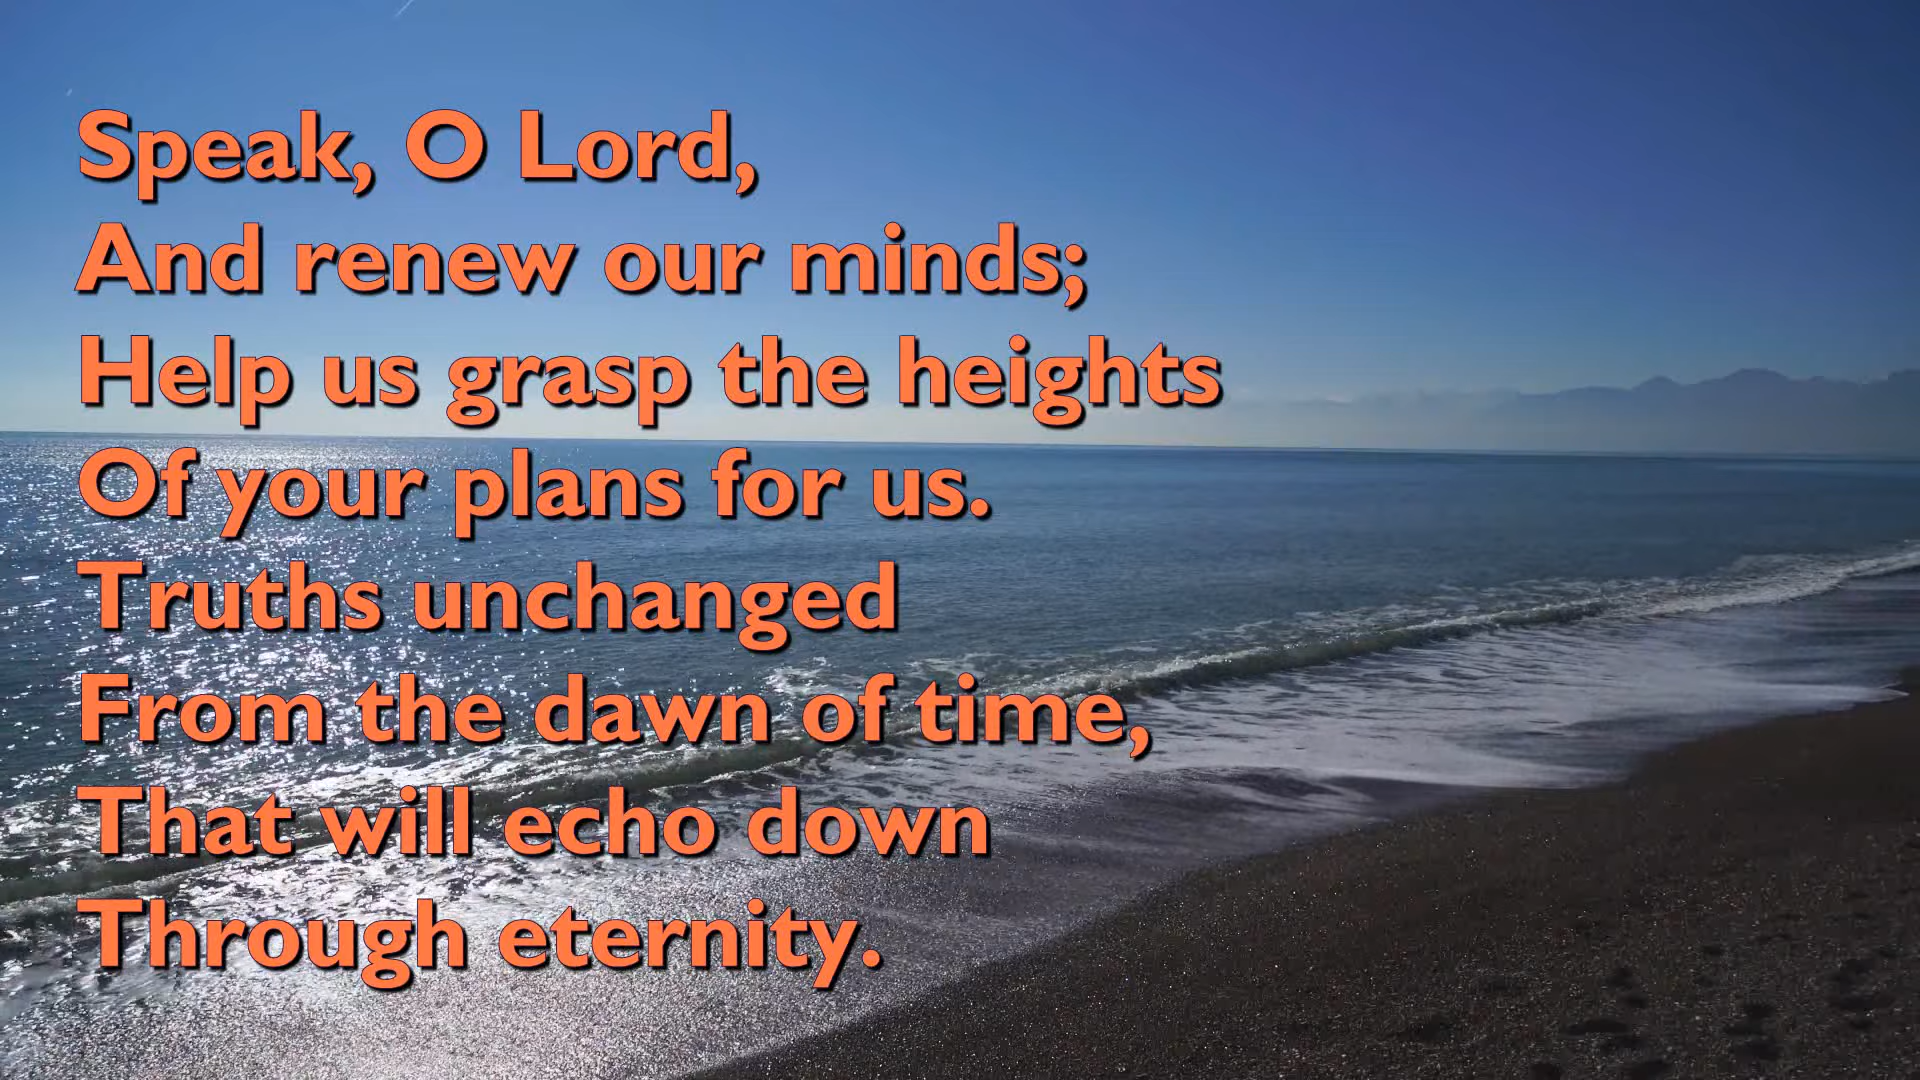 Speak, O Lord,
And renew our minds;
Help us grasp the heights
Of your plans for us.
Truths unchanged
From the dawn of time,
That will echo down
Through eternity.